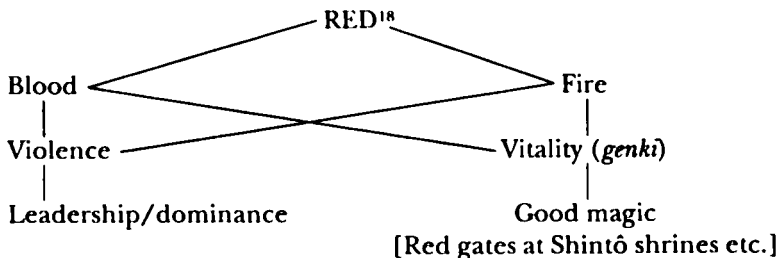 RED¹⁸
Blood Fire
Violence Vitality (genki)
Leadership/dominance Good magic
[Red gates at Shintô shrines etc.]